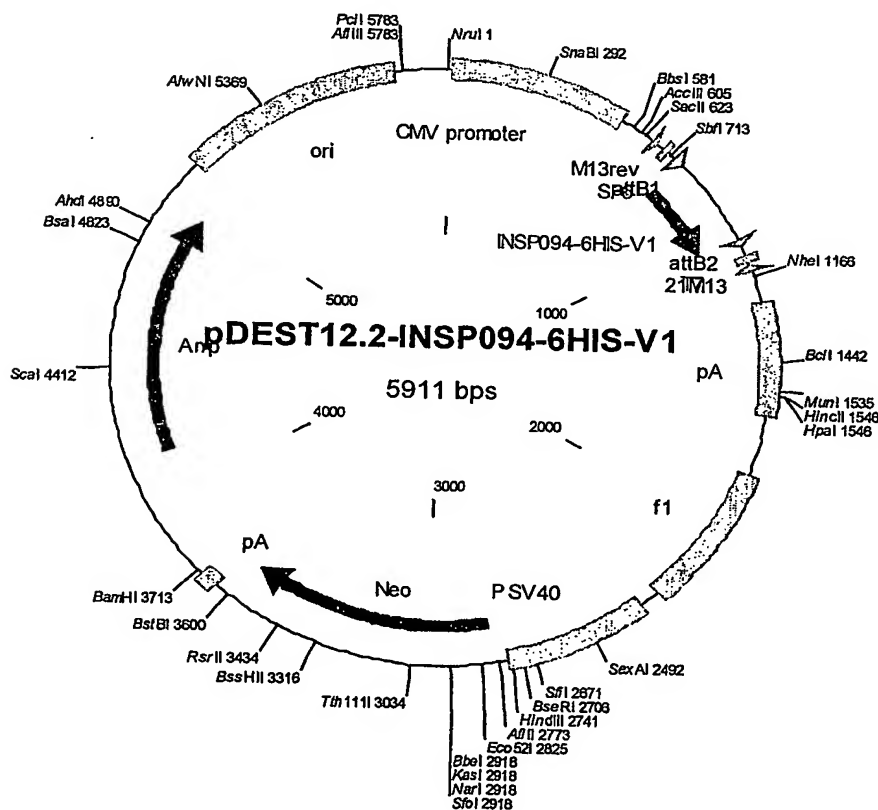 PciI 5783
AflIII 5783
NruI 1
SnaBI 292
BbsI 581
AccIII 605
SacII 623
SbfI 713
AlwNI 5369
ori
CMV promoter
M13rev
SP6
attB1
INSP094-6HIS-V1
attB2
21M13
NheI 1166
AhdI 4890
BsaI 4823
5000
1000
pDEST12.2-INSP094-6HIS-V1
5911 bps
Amp
pA
BclI 1442
ScaI 4412
MunI 1535
HincII 1546
HpaI 1546
4000
2000
3000
f1
pA
Neo
PSV40
BamHI 3713
BstBI 3600
RsrII 3434
BssHII 3316
Tth111I 3034
SexAI 2492
SfiI 2671
BseRI 2703
HindIII 2741
AflII 2773
Eco52I 2825
BbeI 2918
KasI 2918
NarI 2918
SfoI 2918